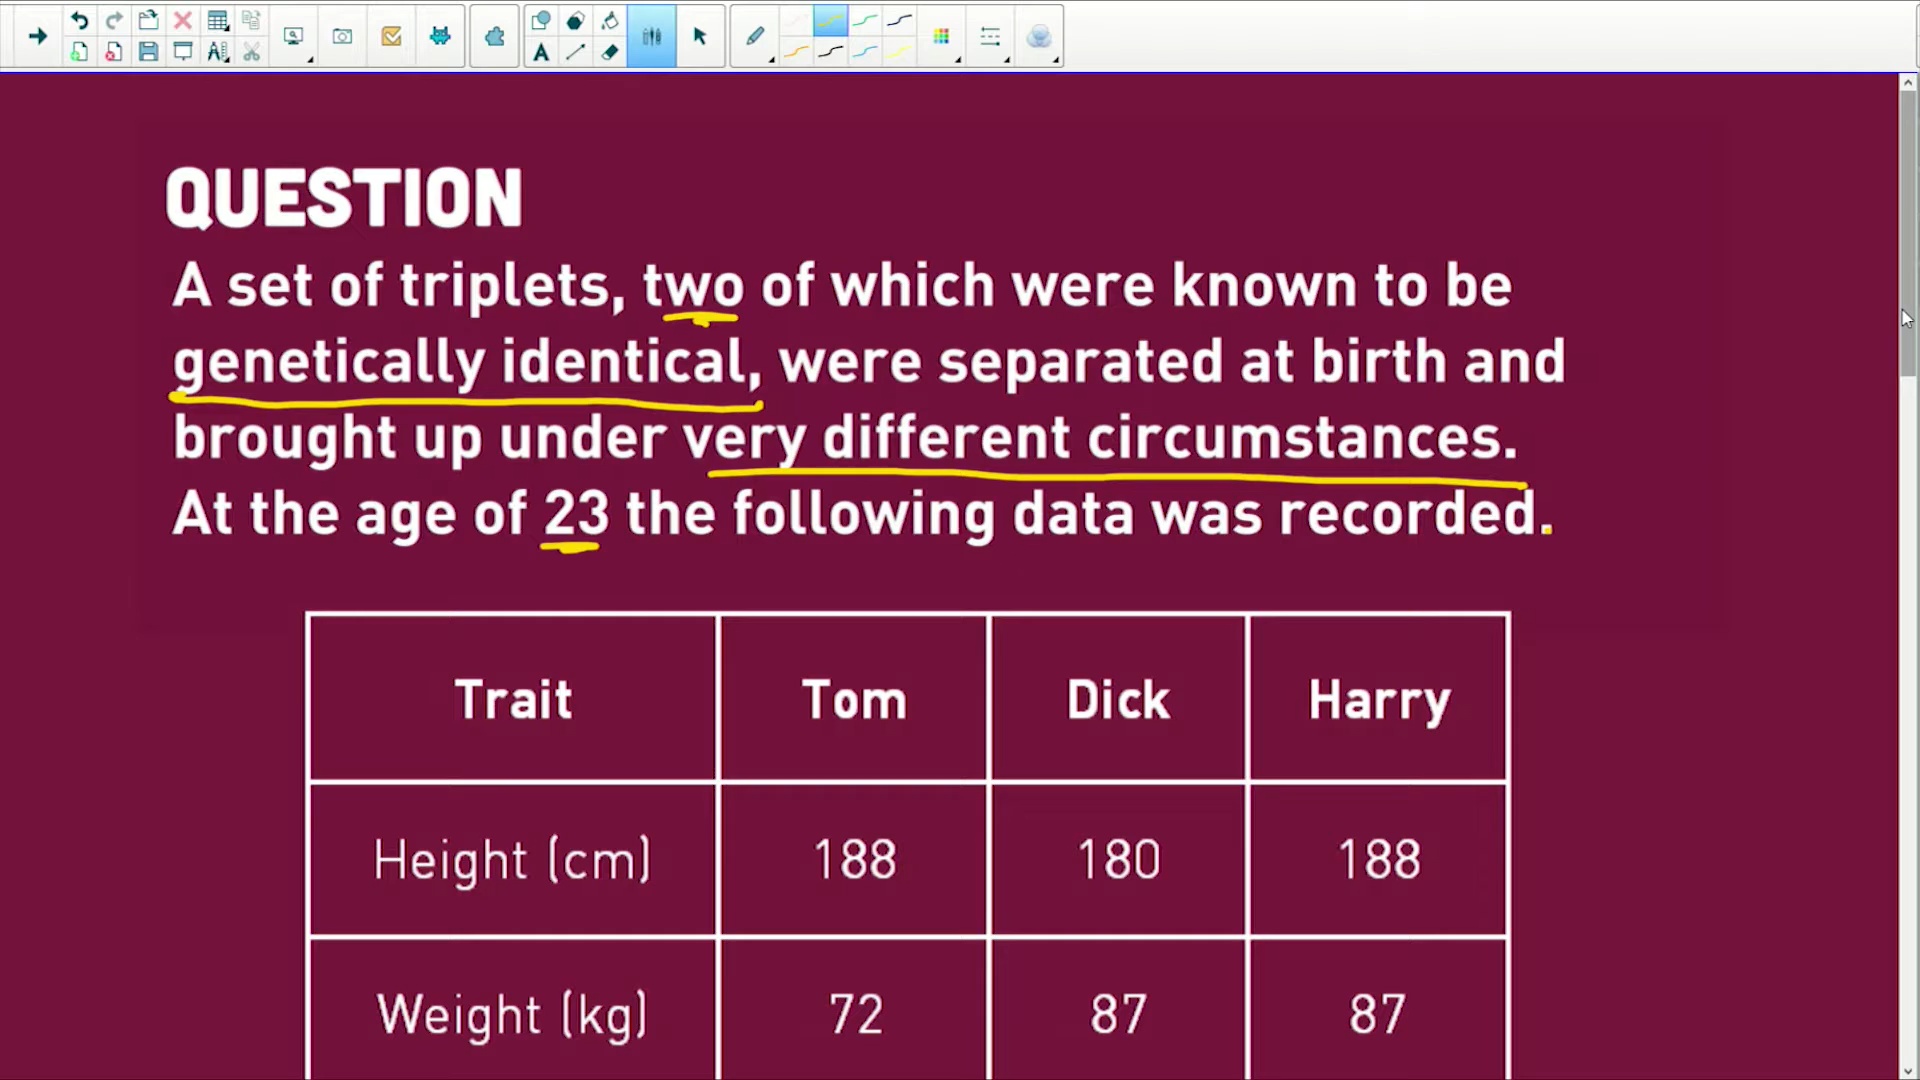 QUESTION
A set of triplets, two of which were known to be
genetically identical, were separated at birth and
brought up under very different circumstances.
At the age of 23 the following data was recorded.
Trait Tom Dick Harry
Height (cm) 188 180 188
Weight (kg) 72 87 87